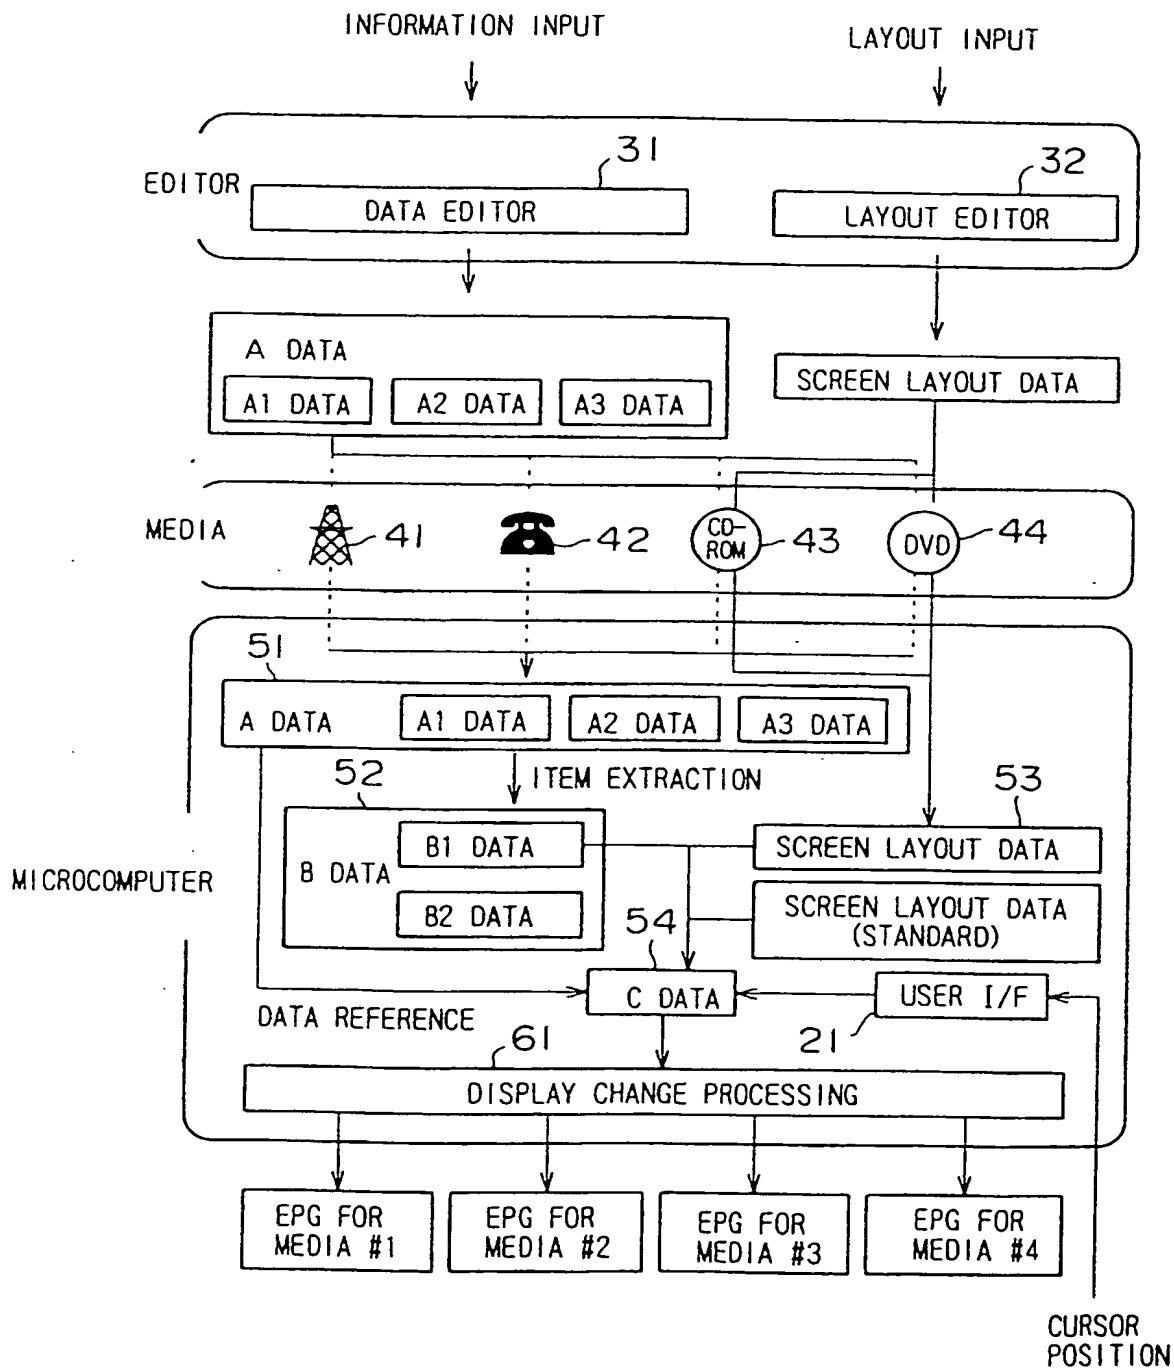 INFORMATION INPUT
LAYOUT INPUT
EDITOR
31
DATA EDITOR
32
LAYOUT EDITOR
A DATA
A1 DATA
A2 DATA
A3 DATA
SCREEN LAYOUT DATA
MEDIA
41
42
CD-
ROM
43
DVD
44
MICROCOMPUTER
51
A DATA
A1 DATA
A2 DATA
A3 DATA
ITEM EXTRACTION
52
B DATA
B1 DATA
B2 DATA
53
SCREEN LAYOUT DATA
SCREEN LAYOUT DATA
(STANDARD)
54
C DATA
USER I/F
21
DATA REFERENCE
61
DISPLAY CHANGE PROCESSING
EPG FOR
MEDIA #1
EPG FOR
MEDIA #2
EPG FOR
MEDIA #3
EPG FOR
MEDIA #4
CURSOR
POSITION